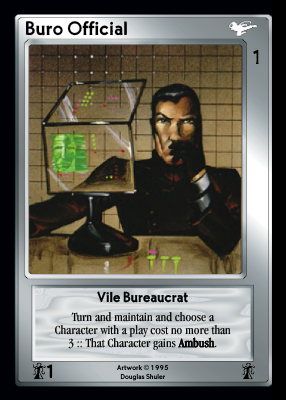 Buro Official
1
Vile Bureaucrat
Turn and maintain and choose a
Character with a play cost no more than
3 :: That Character gains Ambush.
1
Artwork © 1995
Douglas Shuler
1